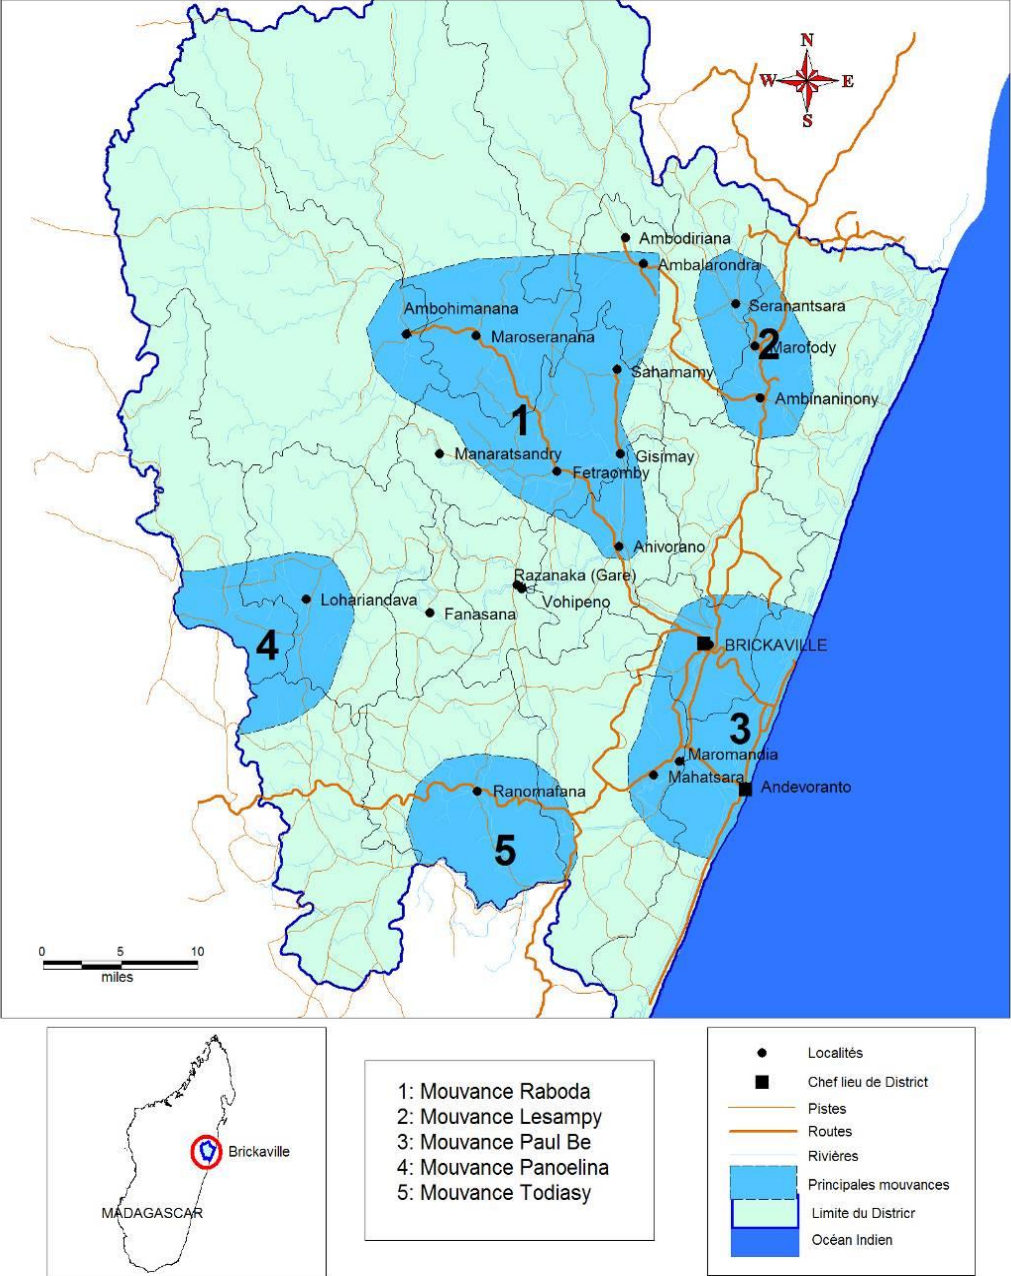 N
W
E
S
Ambodiriana
Ambalarondra
Seranantsara
Ambohimanana
Maroseranana
2
Marofody
Sahamamy
Ambinaninony
1
Manaratsandry
Gisimay
Fetraomby
Anivorano
Razanaka (Gare)
Lohariandava
Vohipeno
Fanasana
4
BRICKAVILLE
3
Maromandia
Mahatsara
Andevoranto
Ranomafana
5
0 5 10
miles
Brickaville
MADAGASCAR
1: Mouvance Raboda
2: Mouvance Lesampy
3: Mouvance Paul Be
4: Mouvance Panoelina
5: Mouvance Todiasy
Localités
Chef lieu de District
Pistes
Routes
Rivières
Principales mouvances
Limite du Districr
Océan Indien